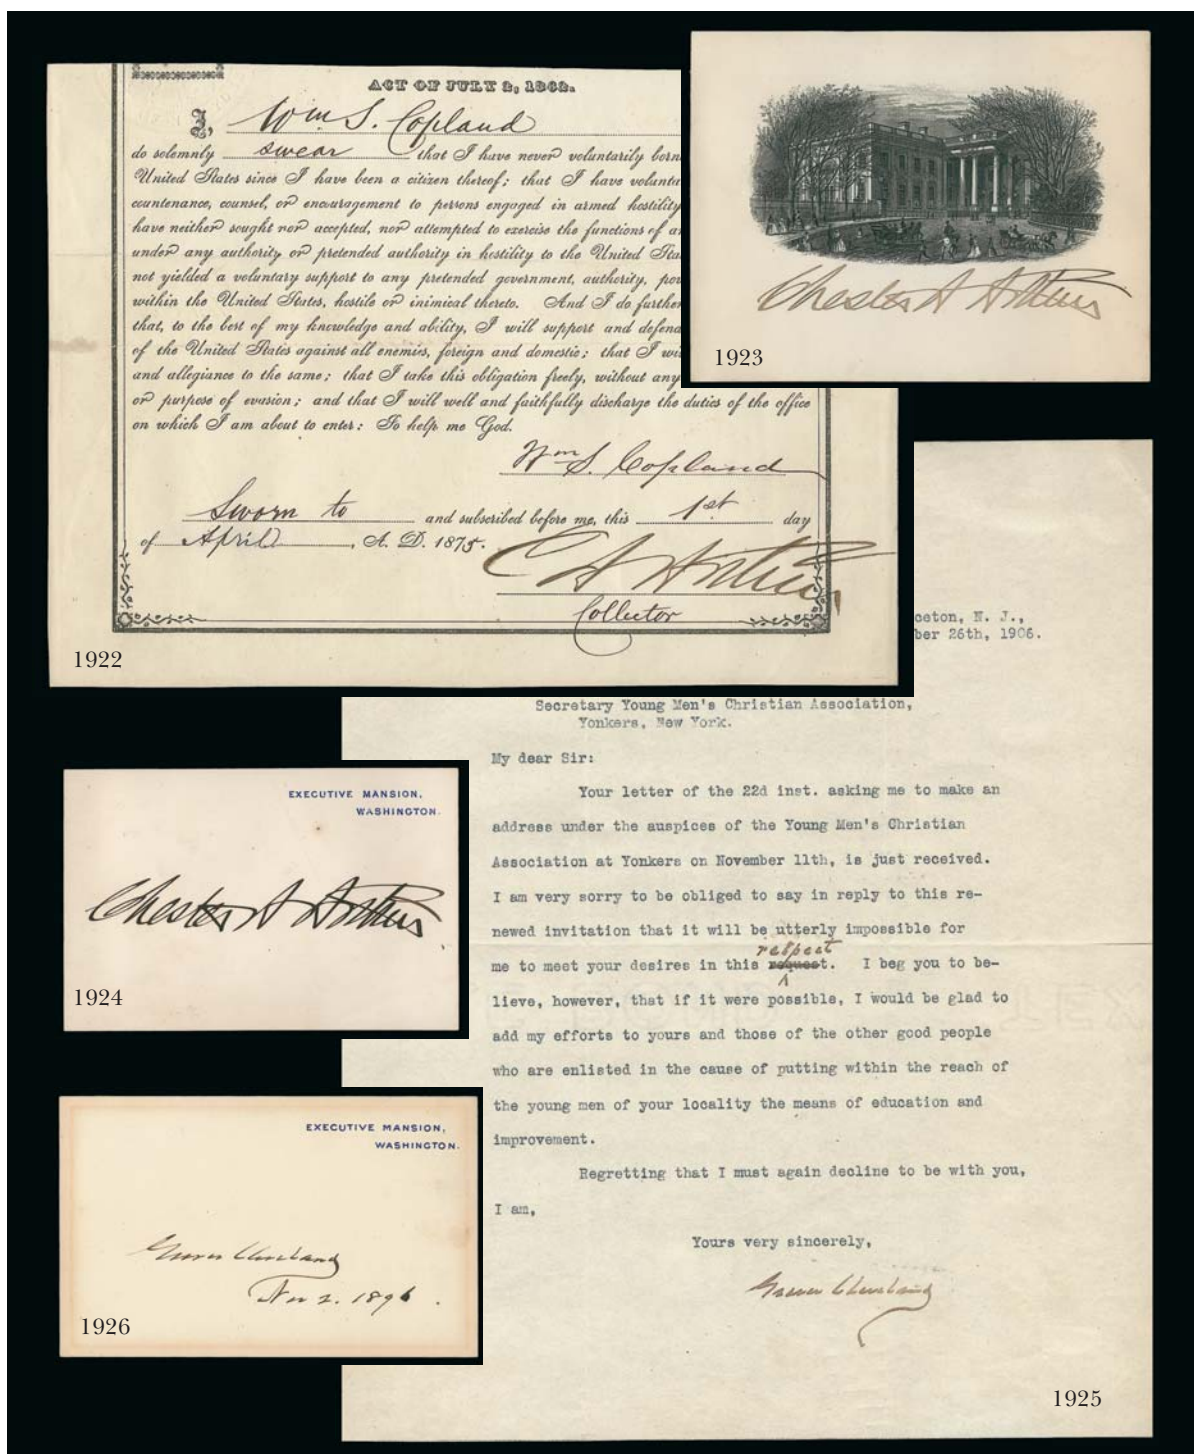 ACT OF JULY 2, 1862.
I, Wm S. Copland
do solemnly swear that I have never voluntarily born
United States since I have been a citizen thereof; that I have volunta
countenance, counsel, or encouragement to persons engaged in armed hostility
have neither sought nor accepted, nor attempted to exercise the functions of a
under any authority or pretended authority in hostility to the United Sta
not yielded a voluntary support to any pretended government, authority, po
within the United States, hostile or inimical thereto. And I do further
that, to the best of my knowledge and ability, I will support and defend
of the United States against all enemies, foreign and domestic; that I wi
and allegiance to the same; that I take this obligation freely, without any
or purpose of evasion; and that I will well and faithfully discharge the duties of the office
on which I am about to enter: So help me God.
Wm S. Copland
Sworn to and subscribed before me, this 1st day
of April, A. D. 1875.
C A Arthur
Collector
1922
Chester A Arthur
1923
EXECUTIVE MANSION,
WASHINGTON.
Chester A Arthur
1924
ceton, N. J.,
ber 26th, 1906.
Secretary Young Men's Christian Association,
Yonkers, New York.
My dear Sir:
Your letter of the 22d inst. asking me to make an
address under the auspices of the Young Men's Christian
Association at Yonkers on November 11th, is just received.
I am very sorry to be obliged to say in reply to this re-
newed invitation that it will be utterly impossible for
respect
me to meet your desires in this request. I beg you to be-
lieve, however, that if it were possible, I would be glad to
add my efforts to yours and those of the other good people
who are enlisted in the cause of putting within the reach of
the young men of your locality the means of education and
improvement.
Regretting that I must again decline to be with you,
I am,
Yours very sincerely,
Grover Cleveland
1925
EXECUTIVE MANSION,
WASHINGTON.
Grover Cleveland
Nov 2. 1896.
1926